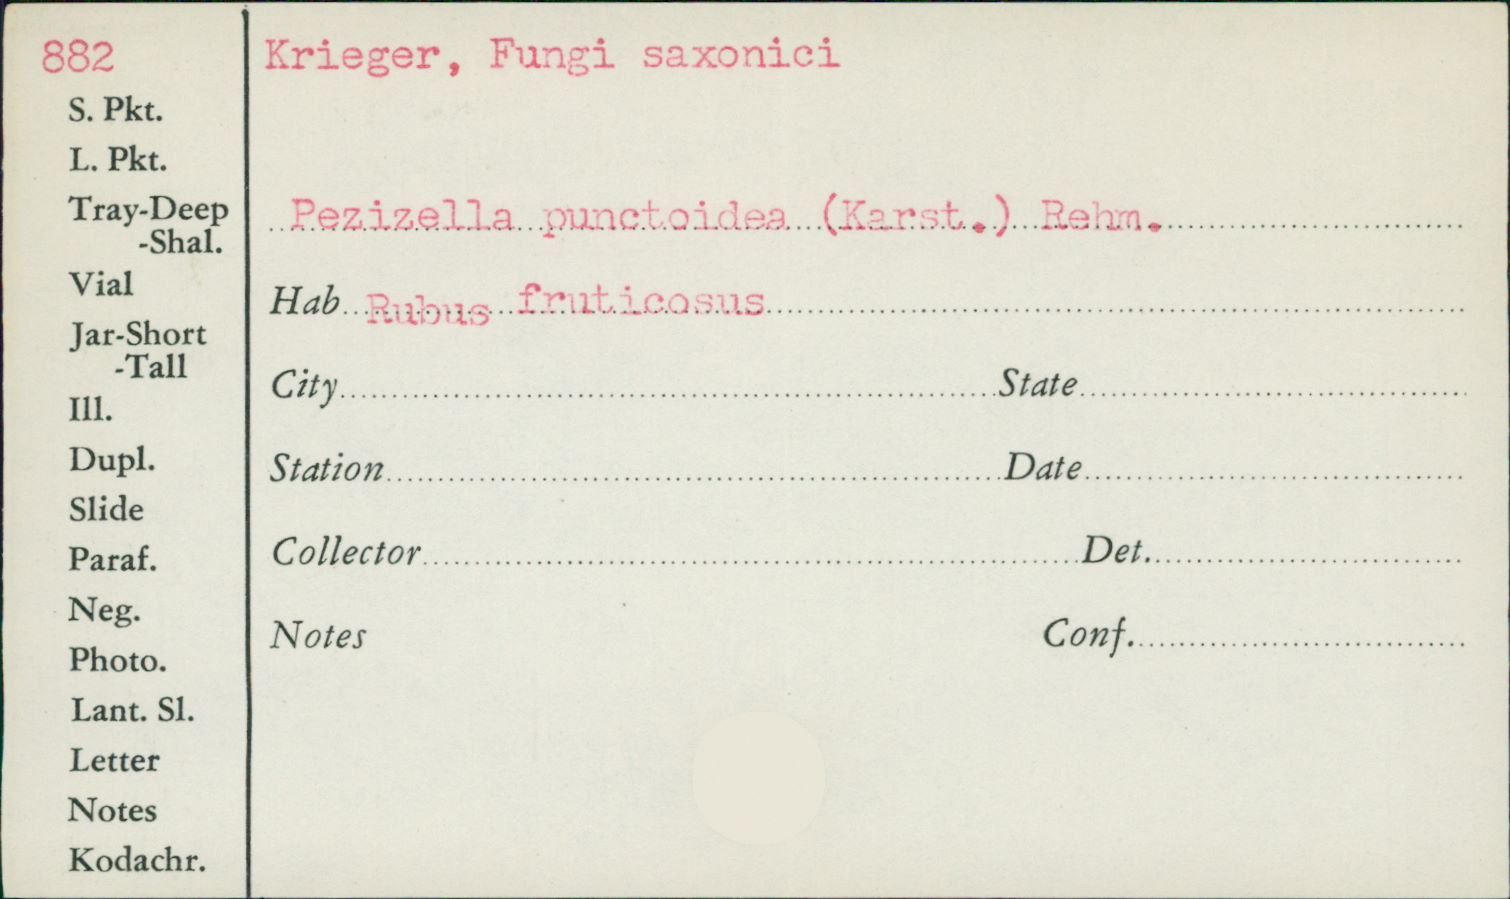 882
Krieger, Fungi saxonici
S. Pkt.
L. Pkt.
Tray-Deep
-Shal.
Vial
Jar-Short
-Tall
Ill.
Dupl.
Slide
Paraf.
Neg.
Photo.
Lant. Sl.
Letter
Notes
Kodachr.
Pezizella punctoidea (Karst.) Rehm.
Hab Rubus fruticosus
City State
Station Date
Collector Det.
Notes Conf.